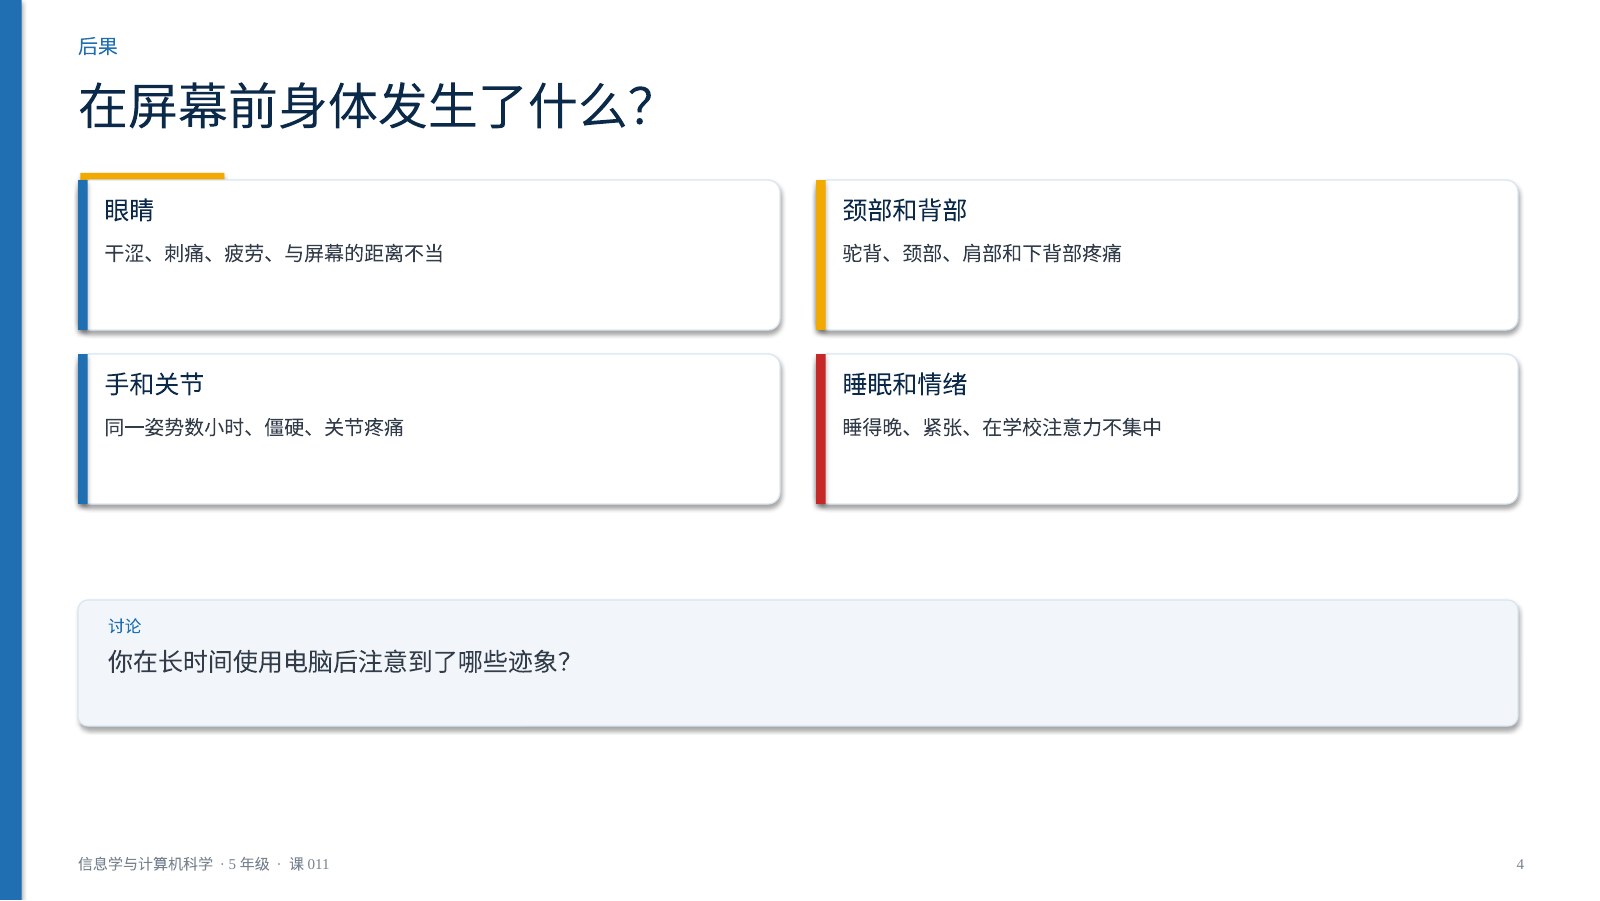 后果
在屏幕前身体发生了什么？
眼睛
干涩、刺痛、疲劳、与屏幕的距离不当
颈部和背部
驼背、颈部、肩部和下背部疼痛
手和关节
同一姿势数小时、僵硬、关节疼痛
睡眠和情绪
睡得晚、紧张、在学校注意力不集中
讨论
你在长时间使用电脑后注意到了哪些迹象？
信息学与计算机科学 · 5 年级 · 课 011
4